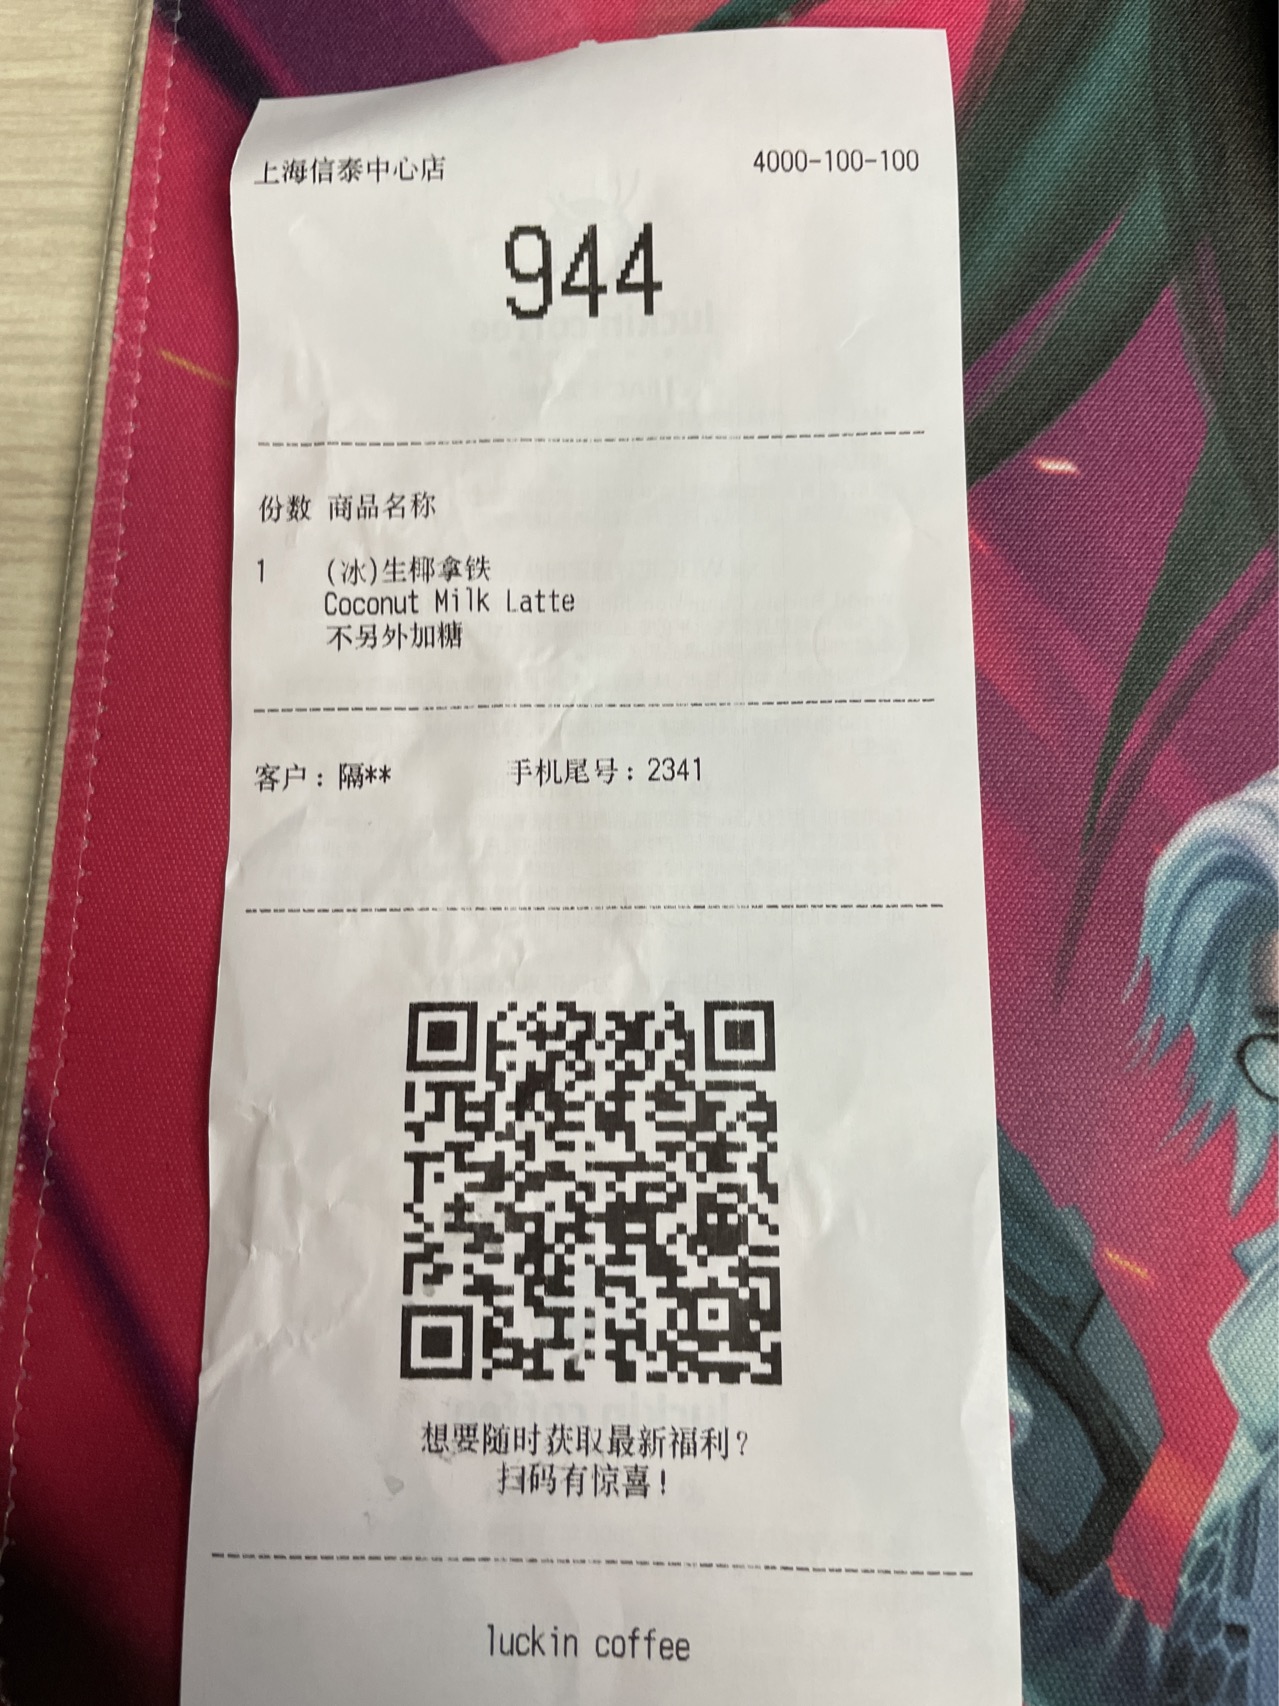 上海信泰中心店 4000-100-100
944
份数 商品名称
1 (冰)生椰拿铁
Coconut Milk Latte
不另外加糖
客户：隔** 手机尾号：2341
想要随时获取最新福利？
扫码有惊喜！
luckin coffee